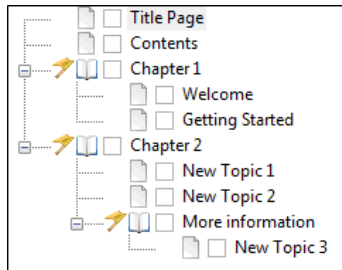 Title Page
Contents
Chapter 1
Welcome
Getting Started
Chapter 2
New Topic 1
New Topic 2
More information
New Topic 3